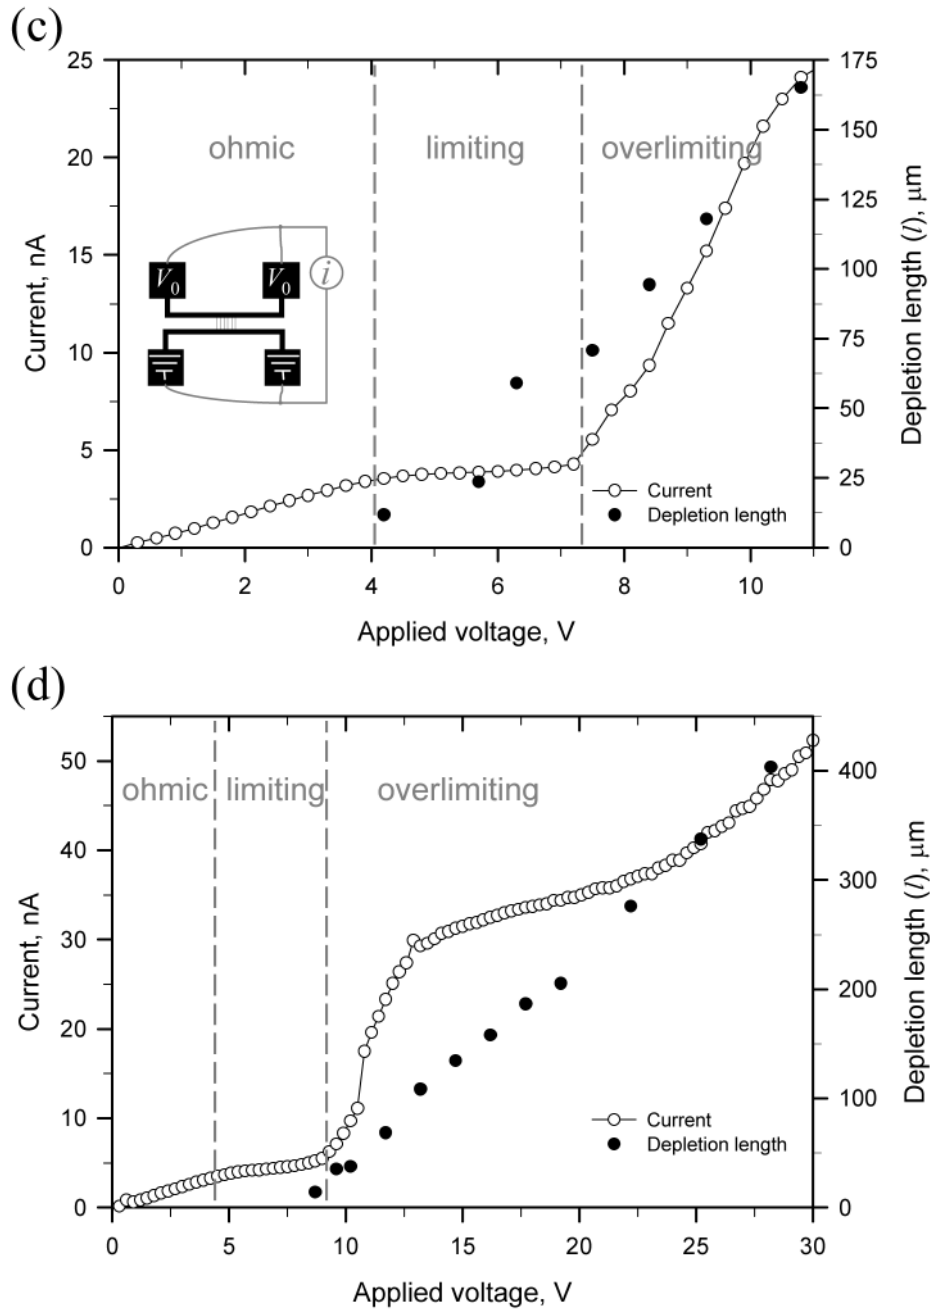 (c)
25
20
15
10
5
0
Current, nA
ohmic
limiting
overlimiting
V0
V0
i
175
150
125
100
75
50
25
0
Depletion length (l), μm
Current
Depletion length
0
2
4
6
8
10
Applied voltage, V
(d)
50
40
30
20
10
0
Current, nA
ohmic
limiting
overlimiting
400
300
200
100
0
Depletion length (l), μm
Current
Depletion length
0
5
10
15
20
25
30
Applied voltage, V